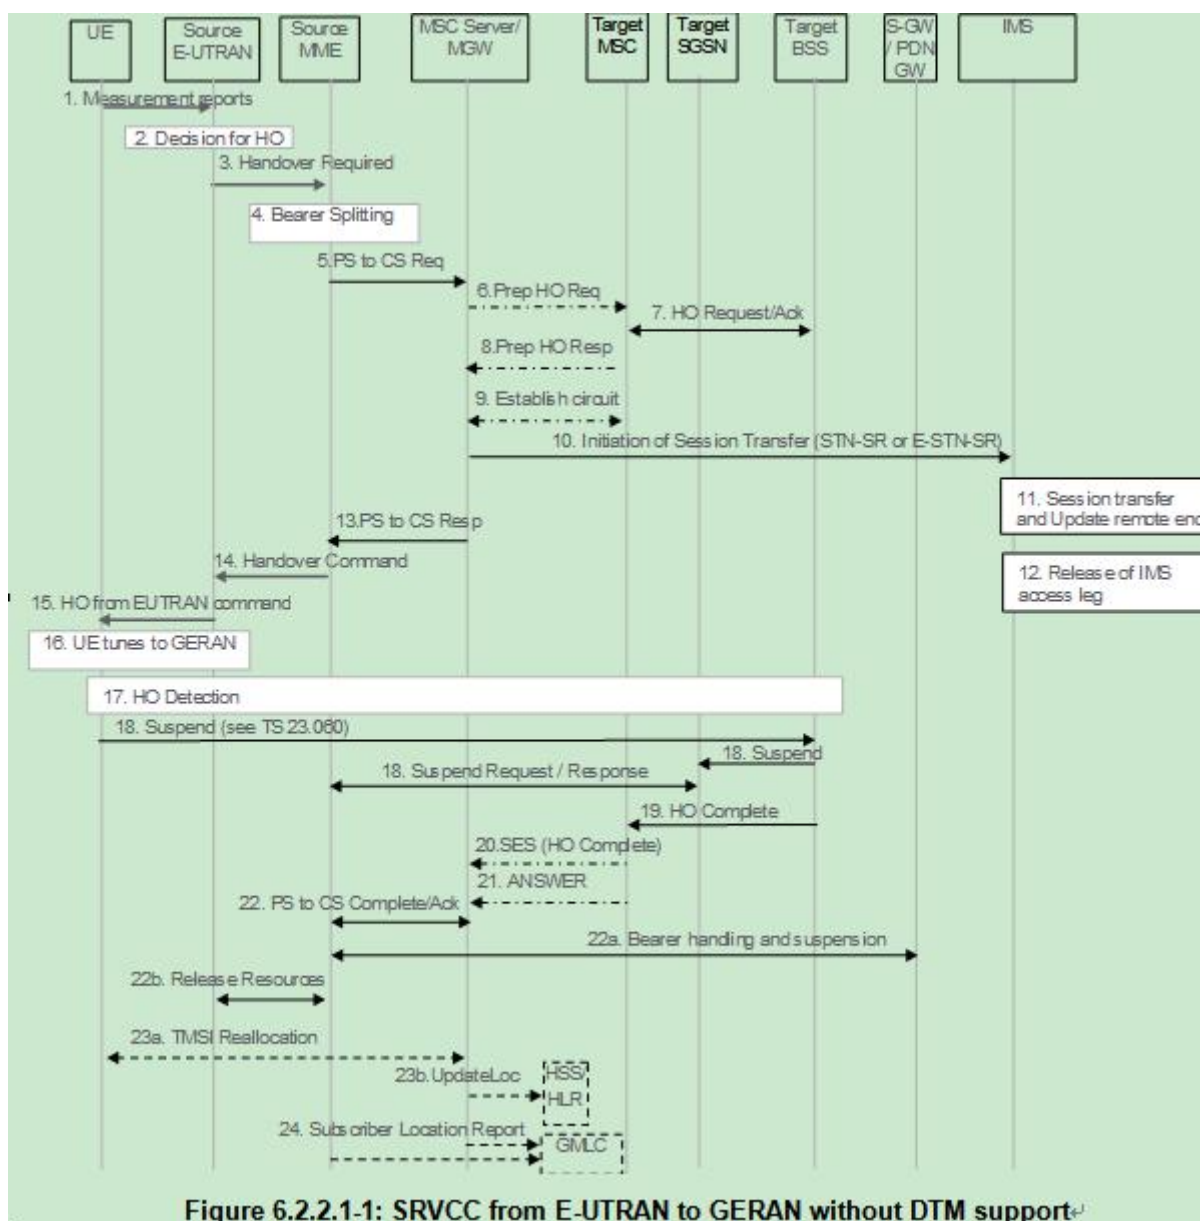 UE
Source
E-UTRAN
Source
MME
MSC Server/
MGW
Target
MSC
Target
SGSN
Target
BSS
S-GW
/ PDN
GW
IMS
1. Measurement reports
2. Decision for HO
3. Handover Required
4. Bearer Splitting
5.PS to CS Req
6.Prep HO Req
7. HO Request/Ack
8.Prep HO Resp
9. Establish circuit
10. Initiation of Session Transfer (STN-SR or E-STN-SR)
11. Session transfer
and Update remote end
13.PS to CS Resp
14. Handover Command
12. Release of IMS
access leg
15. HO from EUTRAN command
16. UE tunes to GERAN
17. HO Detection
18. Suspend (see TS 23.060)
18. Suspend
18. Suspend Request / Response
19. HO Complete
20.SES (HO Complete)
21. ANSWER
22. PS to CS Complete/Ack
22a. Bearer handling and suspension
22b. Release Resources
23a. TMSI Reallocation
23b.UpdateLoc
HSS/
HLR
24. Subscriber Location Report
GMLC
Figure 6.2.2.1-1: SRVCC from E-UTRAN to GERAN without DTM support